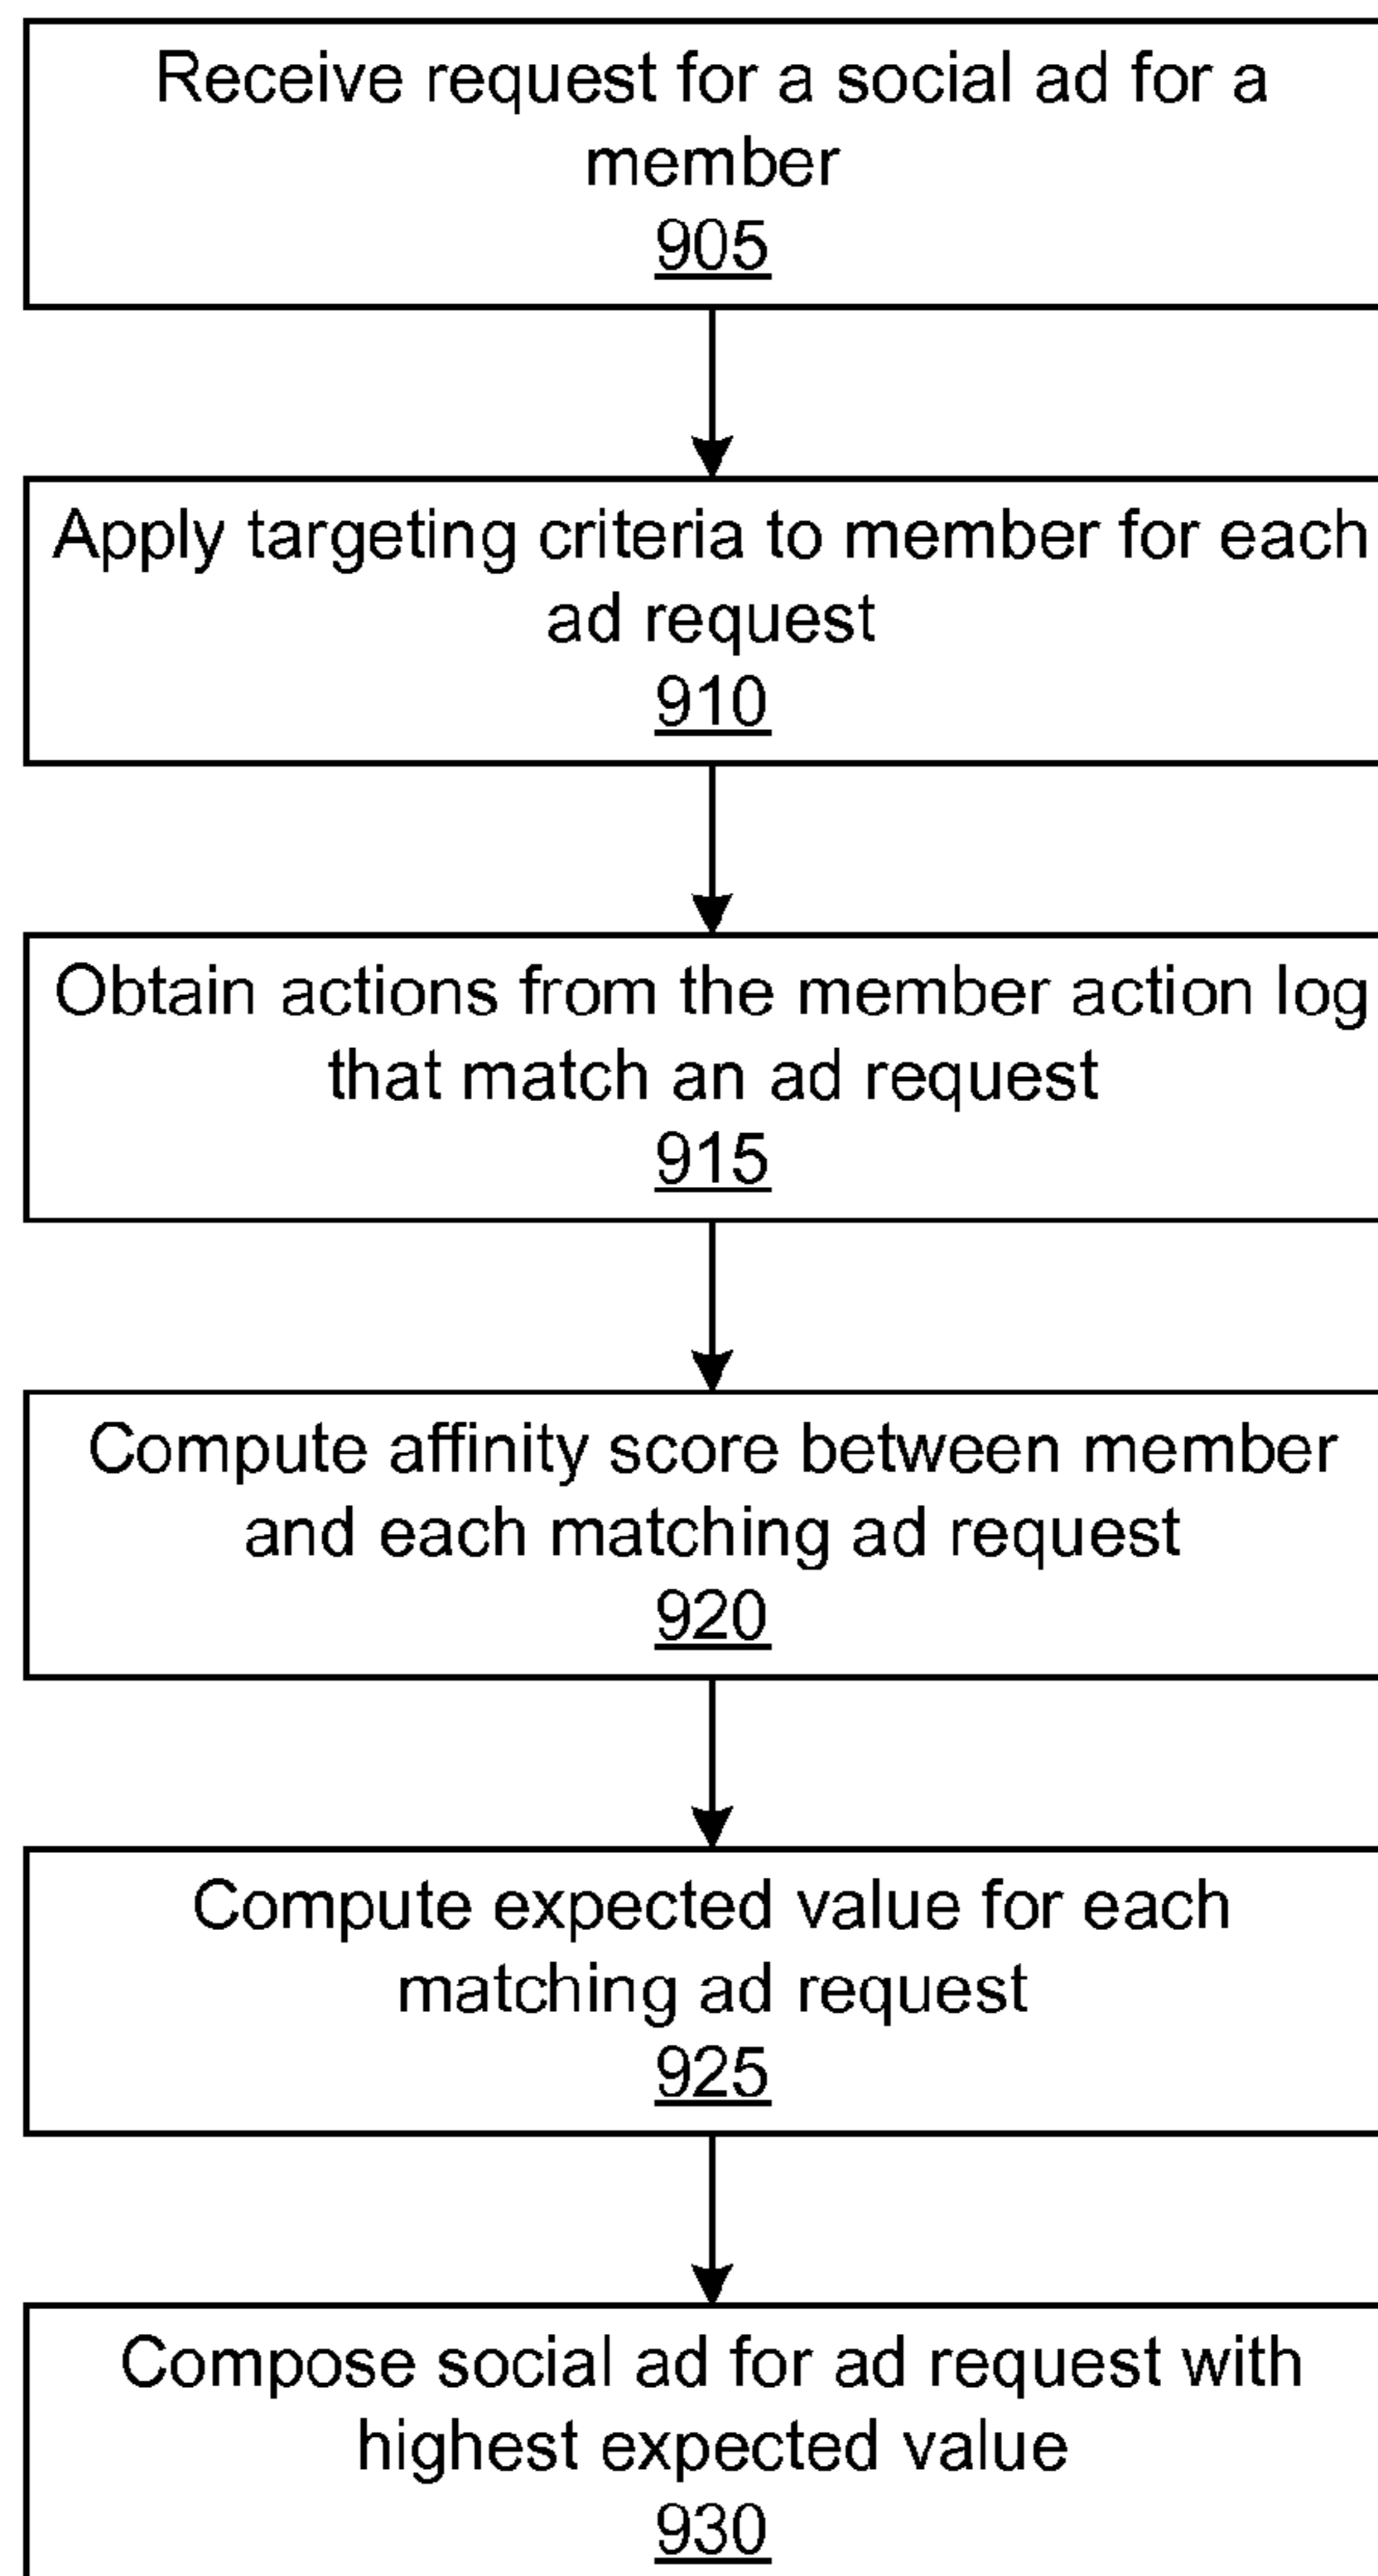 Receive request for a social ad for a
member
905
Apply targeting criteria to member for each
ad request
910
Obtain actions from the member action log
that match an ad request
915
Compute affinity score between member
and each matching ad request
920
Compute expected value for each
matching ad request
925
Compose social ad for ad request with
highest expected value
930